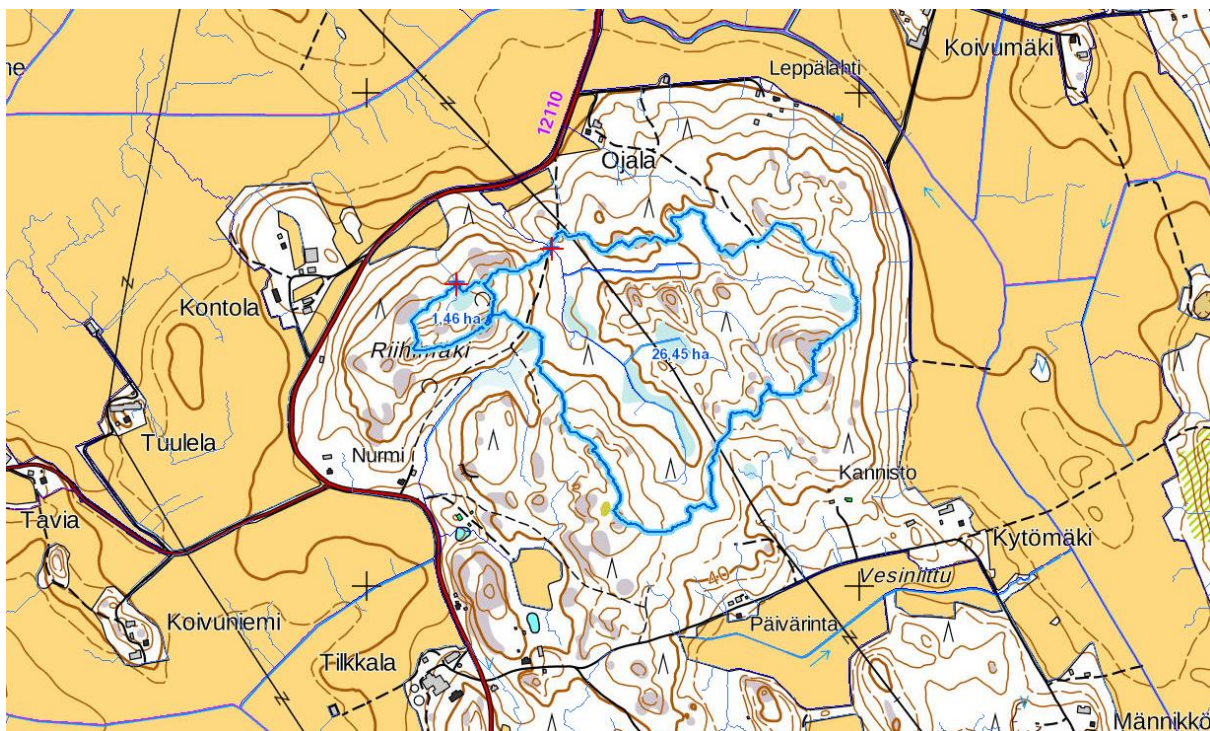 Koivumäki
Leppälahti
ne
12110
Ojala
Kontola
1,46 ha
Riihimäki
26,45 ha
Tuulela
Nurmi
Kannisto
Tavia
Kytömäki
40
Vesiniittu
Koivuniemi
Päivärinta
Tilkkala
Männikkö